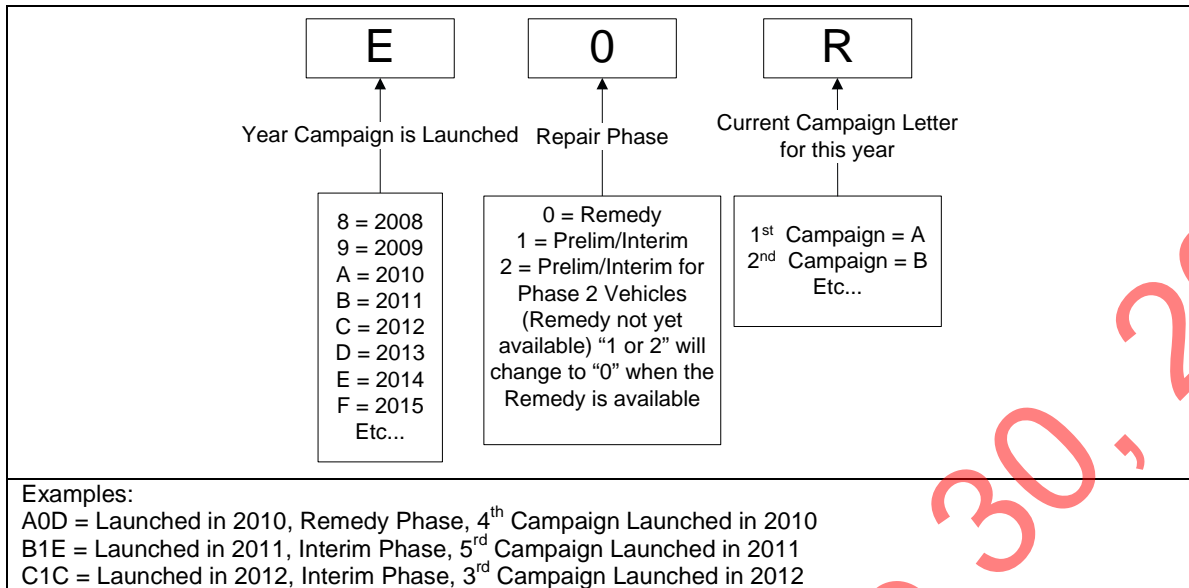 E 0 R
Year Campaign is Launched
Repair Phase
Current Campaign Letter
for this year
8 = 2008
9 = 2009
A = 2010
B = 2011
C = 2012
D = 2013
E = 2014
F = 2015
Etc...
0 = Remedy
1 = Prelim/Interim
2 = Prelim/Interim for
Phase 2 Vehicles
(Remedy not yet
available) “1 or 2” will
change to “0” when the
Remedy is available
1st Campaign = A
2nd Campaign = B
Etc...
Examples:
A0D = Launched in 2010, Remedy Phase, 4th Campaign Launched in 2010
B1E = Launched in 2011, Interim Phase, 5rd Campaign Launched in 2011
C1C = Launched in 2012, Interim Phase, 3rd Campaign Launched in 2012
30, 2